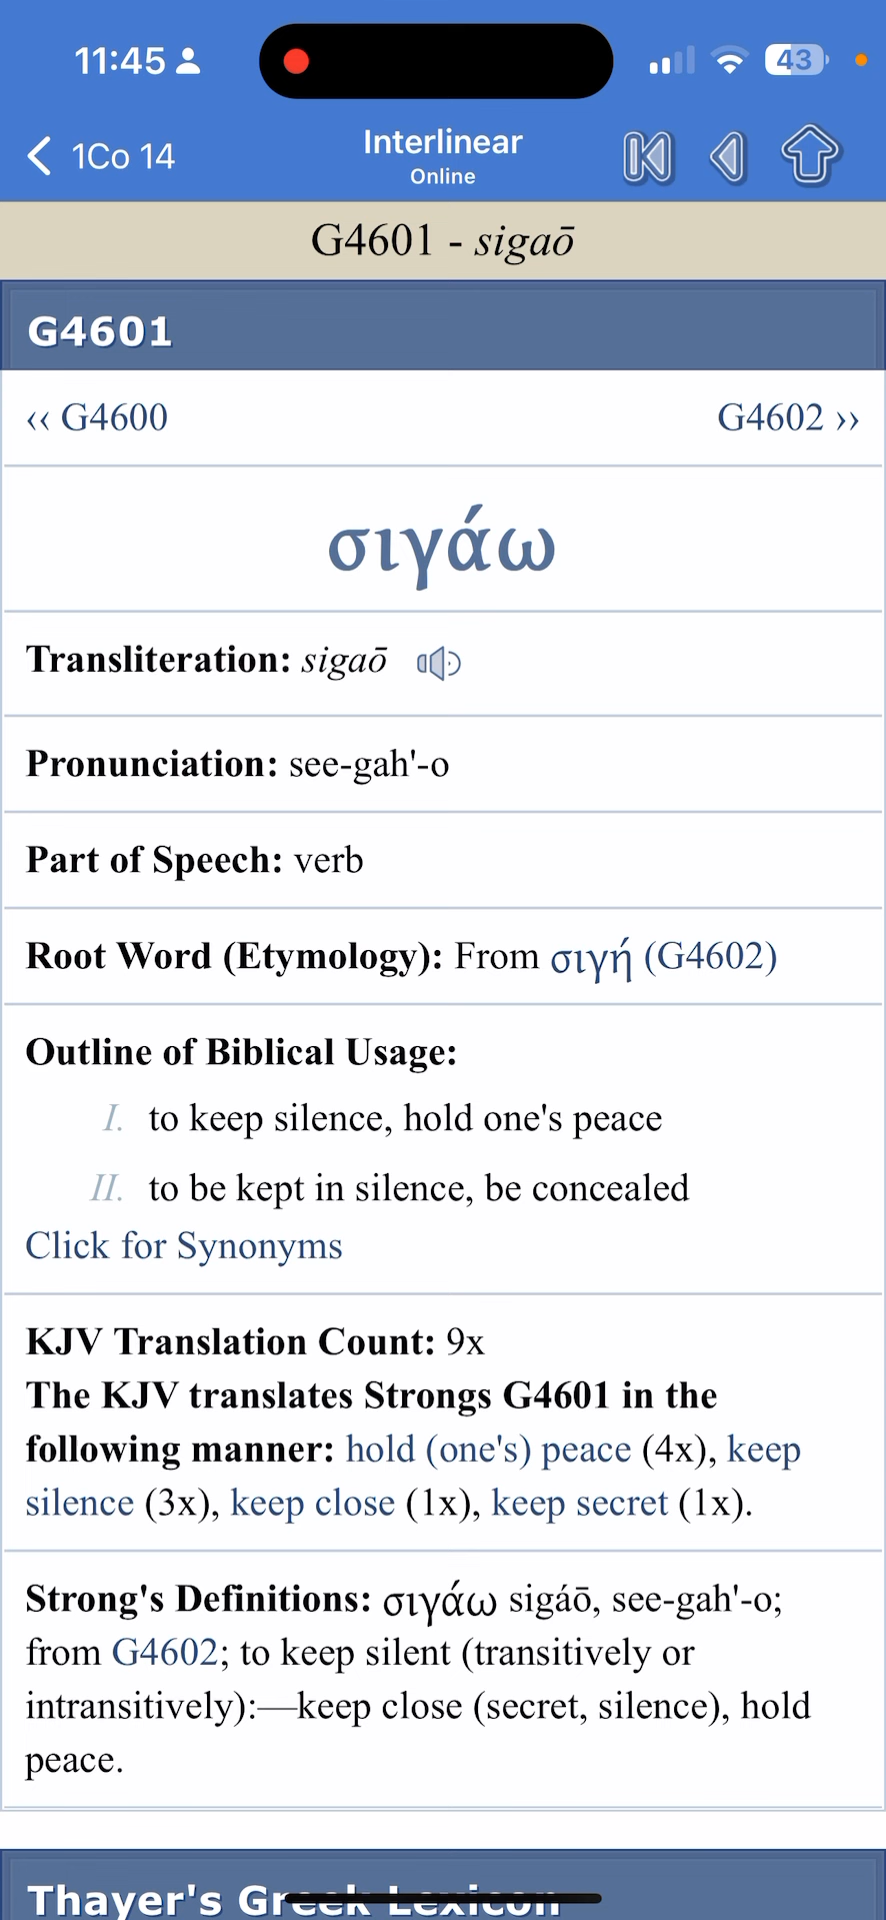 11:45
43
1Co 14
Interlinear
Online
G4601 - sigaō
G4601
‹‹ G4600
G4602 ››
σιγάω
Transliteration: sigaō
Pronunciation: see-gah'-o
Part of Speech: verb
Root Word (Etymology): From σιγή (G4602)
Outline of Biblical Usage:
I. to keep silence, hold one's peace
II. to be kept in silence, be concealed
Click for Synonyms
KJV Translation Count: 9x
The KJV translates Strongs G4601 in the
following manner: hold (one's) peace (4x), keep
silence (3x), keep close (1x), keep secret (1x).
Strong's Definitions: σιγάω sigáō, see-gah'-o;
from G4602; to keep silent (transitively or
intransitively):—keep close (secret, silence), hold
peace.
Thayer's Greek Lexicon